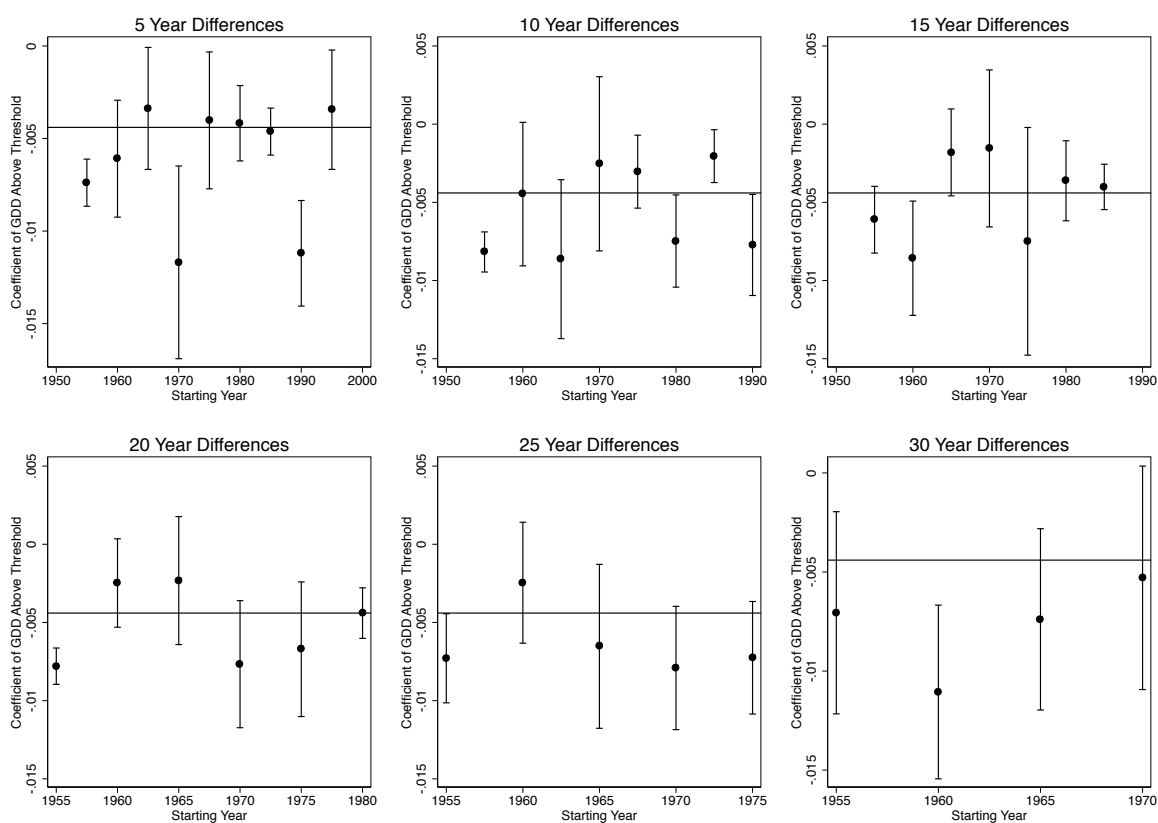 5 Year Differences
Coefficient of GDD Above Threshold
0
-.005
-.01
-.015
1950 1960 1970 1980 1990 2000
Starting Year
10 Year Differences
Coefficient of GDD Above Threshold
.005
0
-.005
-.01
-.015
1950 1960 1970 1980 1990
Starting Year
15 Year Differences
Coefficient of GDD Above Threshold
.005
0
-.005
-.01
-.015
1950 1960 1970 1980 1990
Starting Year
20 Year Differences
Coefficient of GDD Above Threshold
.005
0
-.005
-.01
-.015
1955 1960 1965 1970 1975 1980
Starting Year
25 Year Differences
Coefficient of GDD Above Threshold
.005
0
-.005
-.01
-.015
1955 1960 1965 1970 1975
Starting Year
30 Year Differences
Coefficient of GDD Above Threshold
0
-.005
-.01
-.015
1955 1960 1965 1970
Starting Year